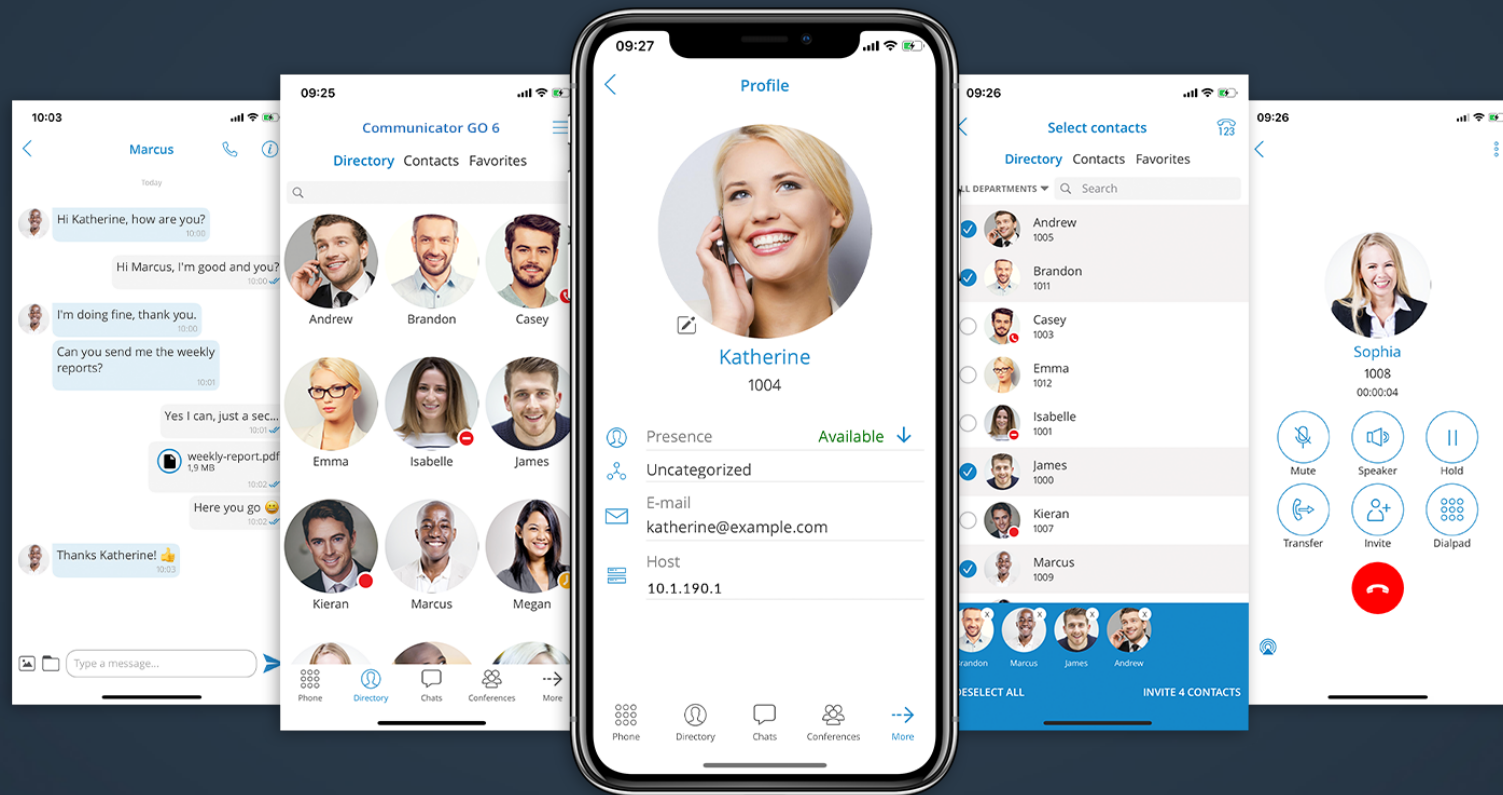 10:03
Marcus
Today
Hi Katherine, how are you?
10:00
Hi Marcus, I'm good and you?
10:00
I'm doing fine, thank you.
10:00
Can you send me the weekly
reports?
10:01
Yes I can, just a sec...
10:01
weekly-report.pdf
1,9 MB
10:02
Here you go 😀
10:02
Thanks Katherine! 👍
10:03
Type a message...
09:25
Communicator GO 6
Directory Contacts Favorites
Andrew Brandon Casey
Emma Isabelle James
Kieran Marcus Megan
Phone Directory Chats Conferences More
09:27
Profile
Katherine
1004
Presence Available
Uncategorized
E-mail
katherine@example.com
Host
10.1.190.1
Phone Directory Chats Conferences More
09:26
Select contacts
123
Directory Contacts Favorites
LL DEPARTMENTS Search
Andrew
1005
Brandon
1011
Casey
1003
Emma
1012
Isabelle
1001
James
1000
Kieran
1007
Marcus
1009
x x x x
randon Marcus James Andrew
DESELECT ALL INVITE 4 CONTACTS
09:26
Sophia
1008
00:00:04
Mute Speaker Hold
Transfer Invite Dialpad